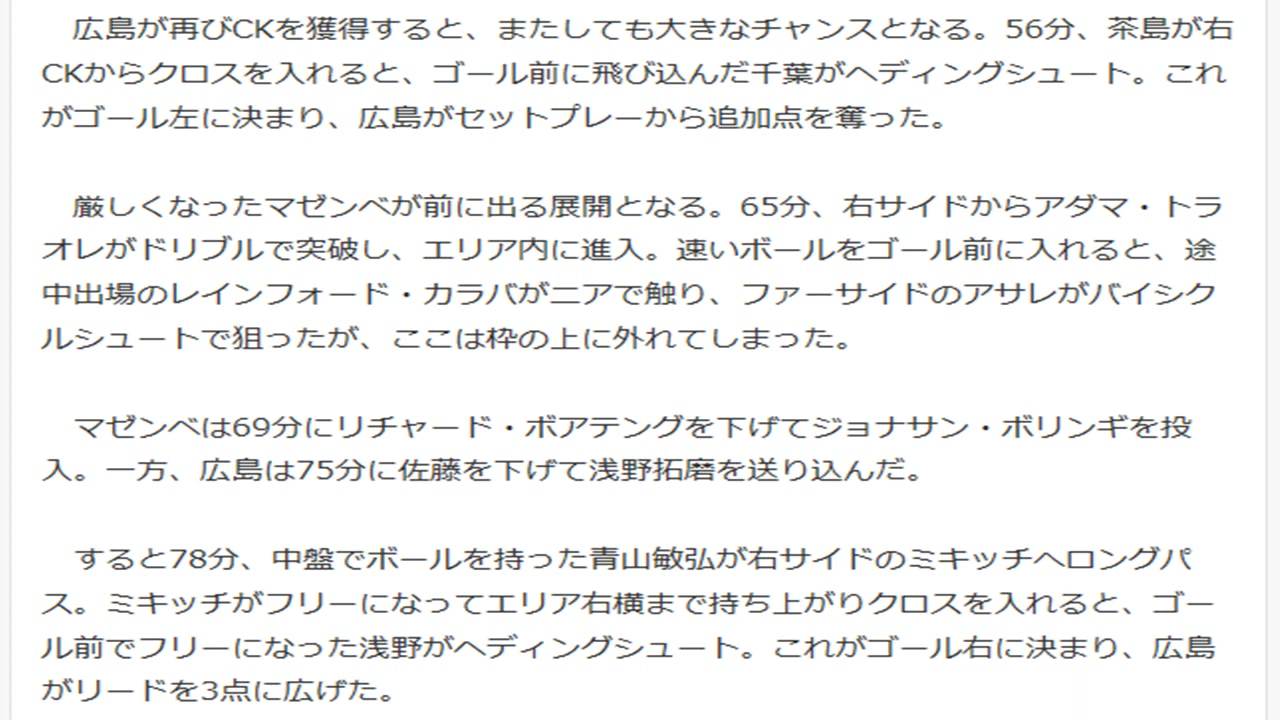 広島が再びCKを獲得すると、またしても大きなチャンスとなる。56分、茶島が右
CKからクロスを入れると、ゴール前に飛び込んだ千葉がヘディングシュート。これ
がゴール左に決まり、広島がセットプレーから追加点を奪った。
厳しくなったマゼンベが前に出る展開となる。65分、右サイドからアダマ・トラ
オレがドリブルで突破し、エリア内に進入。速いボールをゴール前に入れると、途
中出場のレインフォード・カラバがニアで触り、ファーサイドのアサレがバイシク
ルシュートで狙ったが、ここは枠の上に外れてしまった。
マゼンベは69分にリチャード・ボアテングを下げてジョナサン・ボリンギを投
入。一方、広島は75分に佐藤を下げて浅野拓磨を送り込んだ。
すると78分、中盤でボールを持った青山敏弘が右サイドのミキッチへロングパ
ス。ミキッチがフリーになってエリア右横まで持ち上がりクロスを入れると、ゴー
ル前でフリーになった浅野がヘディングシュート。これがゴール右に決まり、広島
がリードを3点に広げた。